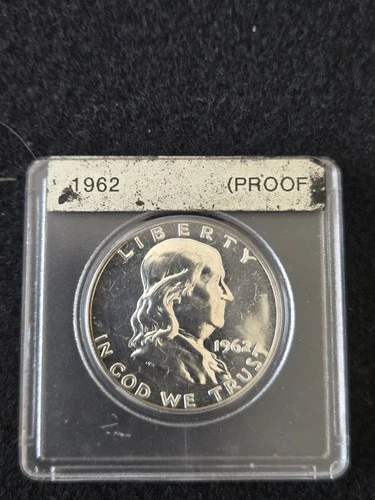 1962 (PROOF
LIBERTY
1962
IN GOD WE TRUST